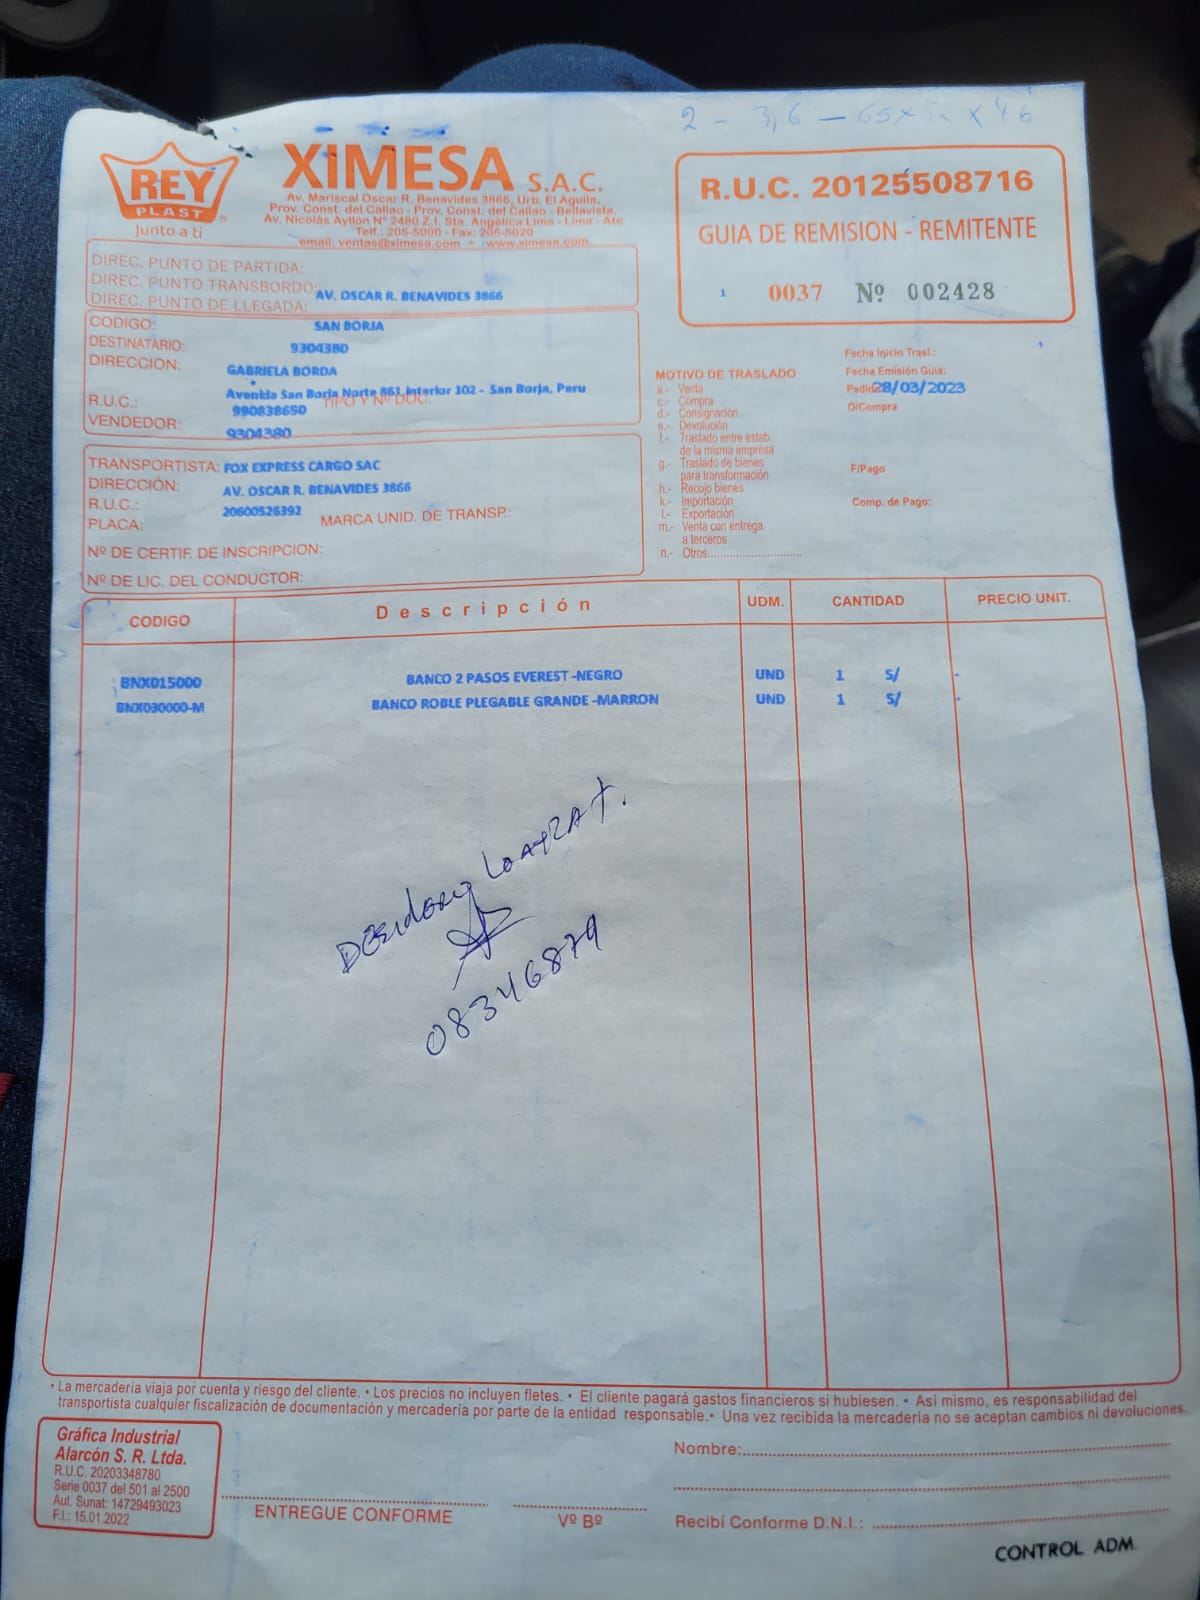 2 - 3,6 - 65x5 x 46
REY
PLAST ®
Junto a ti
XIMESA S.A.C.
Av. Mariscal Oscar R. Benavides 3866, Urb. El Aguila,
Prov. Const. del Callao - Prov. Const. del Callao - Bellavista.
Av. Nicolás Ayllón Nº 2480 Z.I. Sta. Angélica Lima - Lima - Ate
Telf.: 205-5000 - Fax: 205-5020
email: ventas@ximesa.com • www.ximesa.com
R.U.C. 20125508716
GUIA DE REMISION - REMITENTE
1 0037 Nº 002428
DIREC. PUNTO DE PARTIDA:
DIREC. PUNTO TRANSBORDO:
AV. OSCAR R. BENAVIDES 3866
DIREC. PUNTO DE LLEGADA:
CODIGO: SAN BORJA
DESTINATARIO: 9304380
DIRECCION: GABRIELA BORDA
Avenida San Borja Norte 861 interior 102 - San Borja, Peru
R.U.C.: 990838650 TIPO Y Nº DOC.
VENDEDOR: 9304380
TRANSPORTISTA: FOX EXPRESS CARGO SAC
DIRECCIÓN: AV. OSCAR R. BENAVIDES 3866
R.U.C.: 20600526392
PLACA: MARCA UNID. DE TRANSP.:
Nº DE CERTIF. DE INSCRIPCION:
Nº DE LIC. DEL CONDUCTOR:
MOTIVO DE TRASLADO
a.- Venta
c.- Compra
d.- Consignación
e.- Devolución
f.- Traslado entre estab.
de la misma empresa
g.- Traslado de bienes
para transformación
h.- Recojo bienes
k.- Importación
l.- Exportación
m.- Venta con entrega
a terceros
n.- Otros
Fecha Inicio Trasl.:
Fecha Emisión Guia:
Pedido 28/03/2023
O/Compra
F/Pago
Comp. de Pago:
CODIGO Descripción UDM. CANTIDAD PRECIO UNIT.
BNX015000 BANCO 2 PASOS EVEREST -NEGRO UND 1 S/ -
BNX030000-M BANCO ROBLE PLEGABLE GRANDE -MARRON UND 1 S/ -
Desiderio Loayza T.
08346879
• La mercadería viaja por cuenta y riesgo del cliente. • Los precios no incluyen fletes. • El cliente pagará gastos financieros si hubiesen. • Así mismo, es responsabilidad del
transportista cualquier fiscalización de documentación y mercadería por parte de la entidad responsable. • Una vez recibida la mercadería no se aceptan cambios ni devoluciones.
Gráfica Industrial
Alarcón S. R. Ltda.
R.U.C. 20203348780
Serie 0037 del 501 al 2500
Aut. Sunat: 14729493023
F.I.: 15.01.2022
ENTREGUE CONFORME
Vº Bº
Nombre:
Recibí Conforme D.N.I.:
CONTROL ADM.